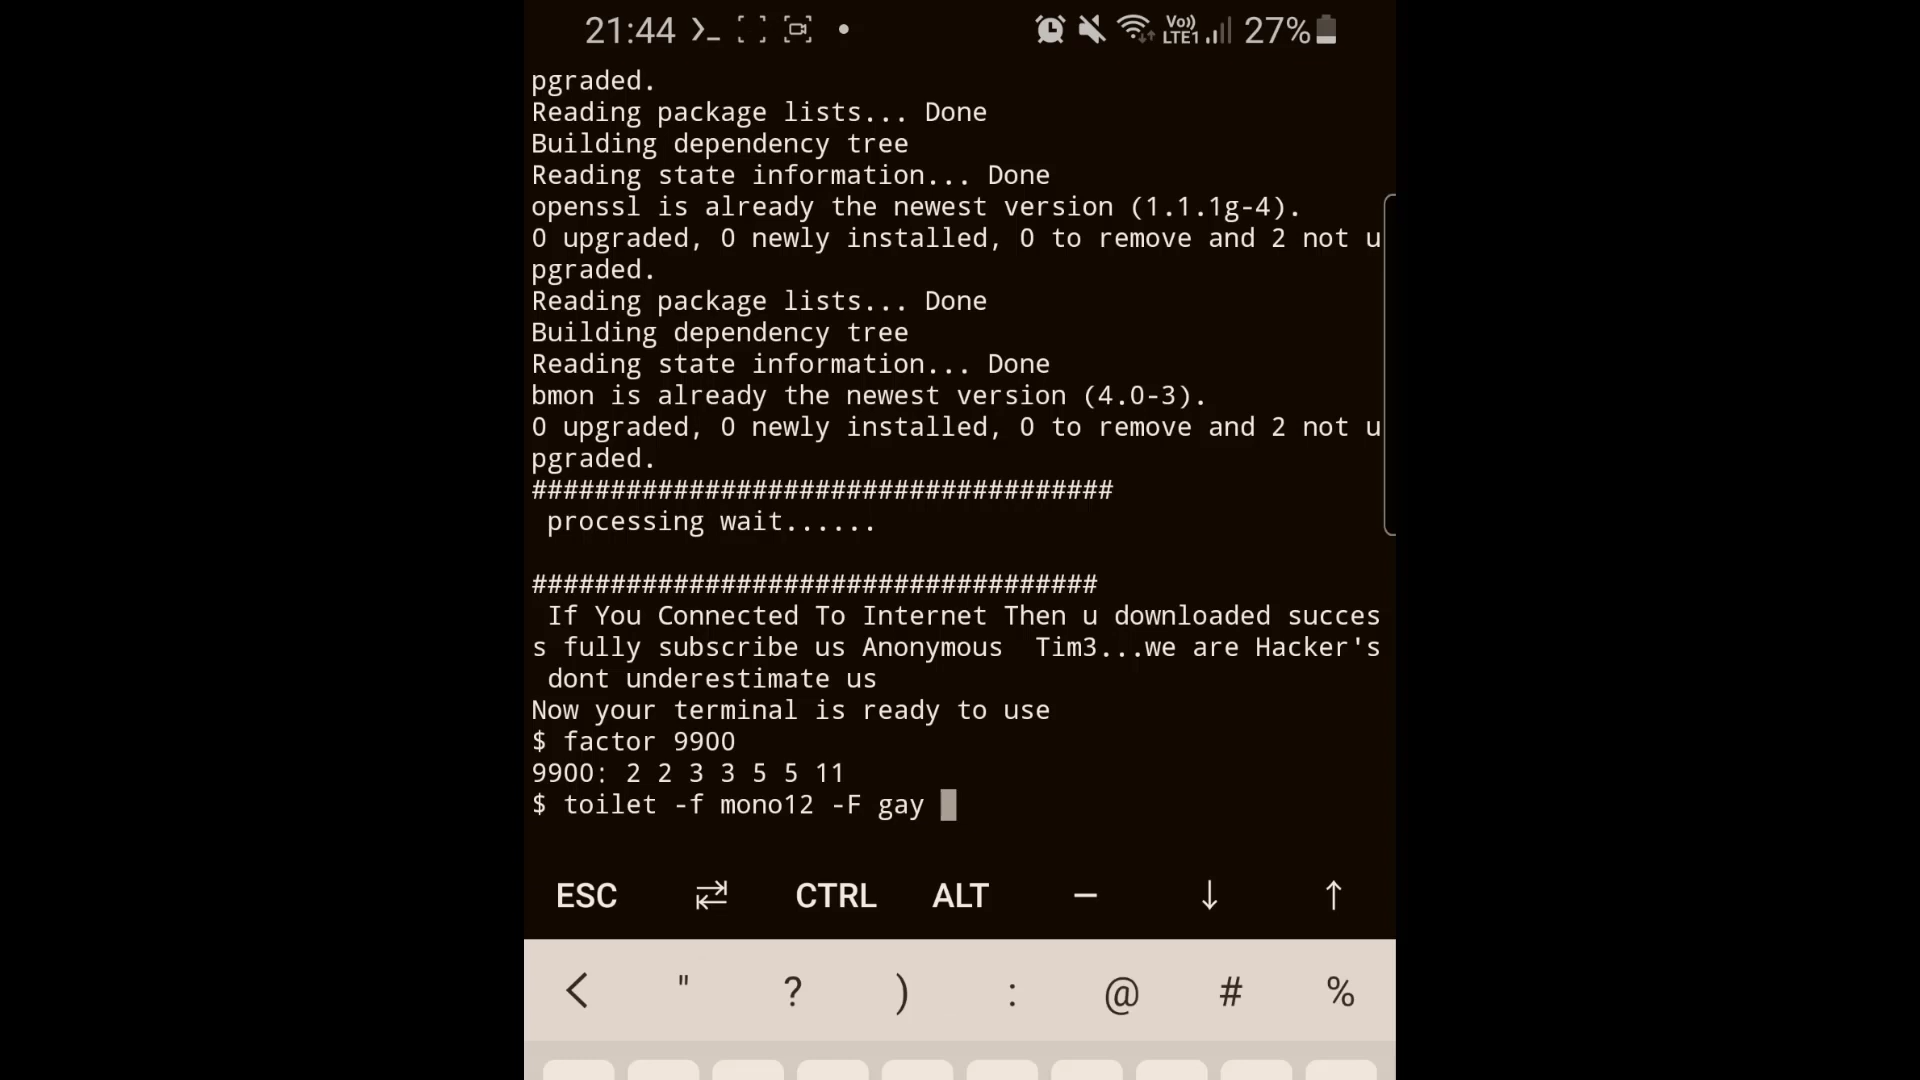 21:44 Vo)) LTE1 27%
pgraded.
Reading package lists... Done
Building dependency tree
Reading state information... Done
openssl is already the newest version (1.1.1g-4).
0 upgraded, 0 newly installed, 0 to remove and 2 not u
pgraded.
Reading package lists... Done
Building dependency tree
Reading state information... Done
bmon is already the newest version (4.0-3).
0 upgraded, 0 newly installed, 0 to remove and 2 not u
pgraded.
#####################################
processing wait......
####################################
If You Connected To Internet Then u downloaded succes
s fully subscribe us Anonymous  Tim3...we are Hacker's
dont underestimate us
Now your terminal is ready to use
$ factor 9900
9900: 2 2 3 3 5 5 11
$ toilet -f mono12 -F gay
ESC ⇄ CTRL ALT — ↓ ↑
< " ? ) : @ # %